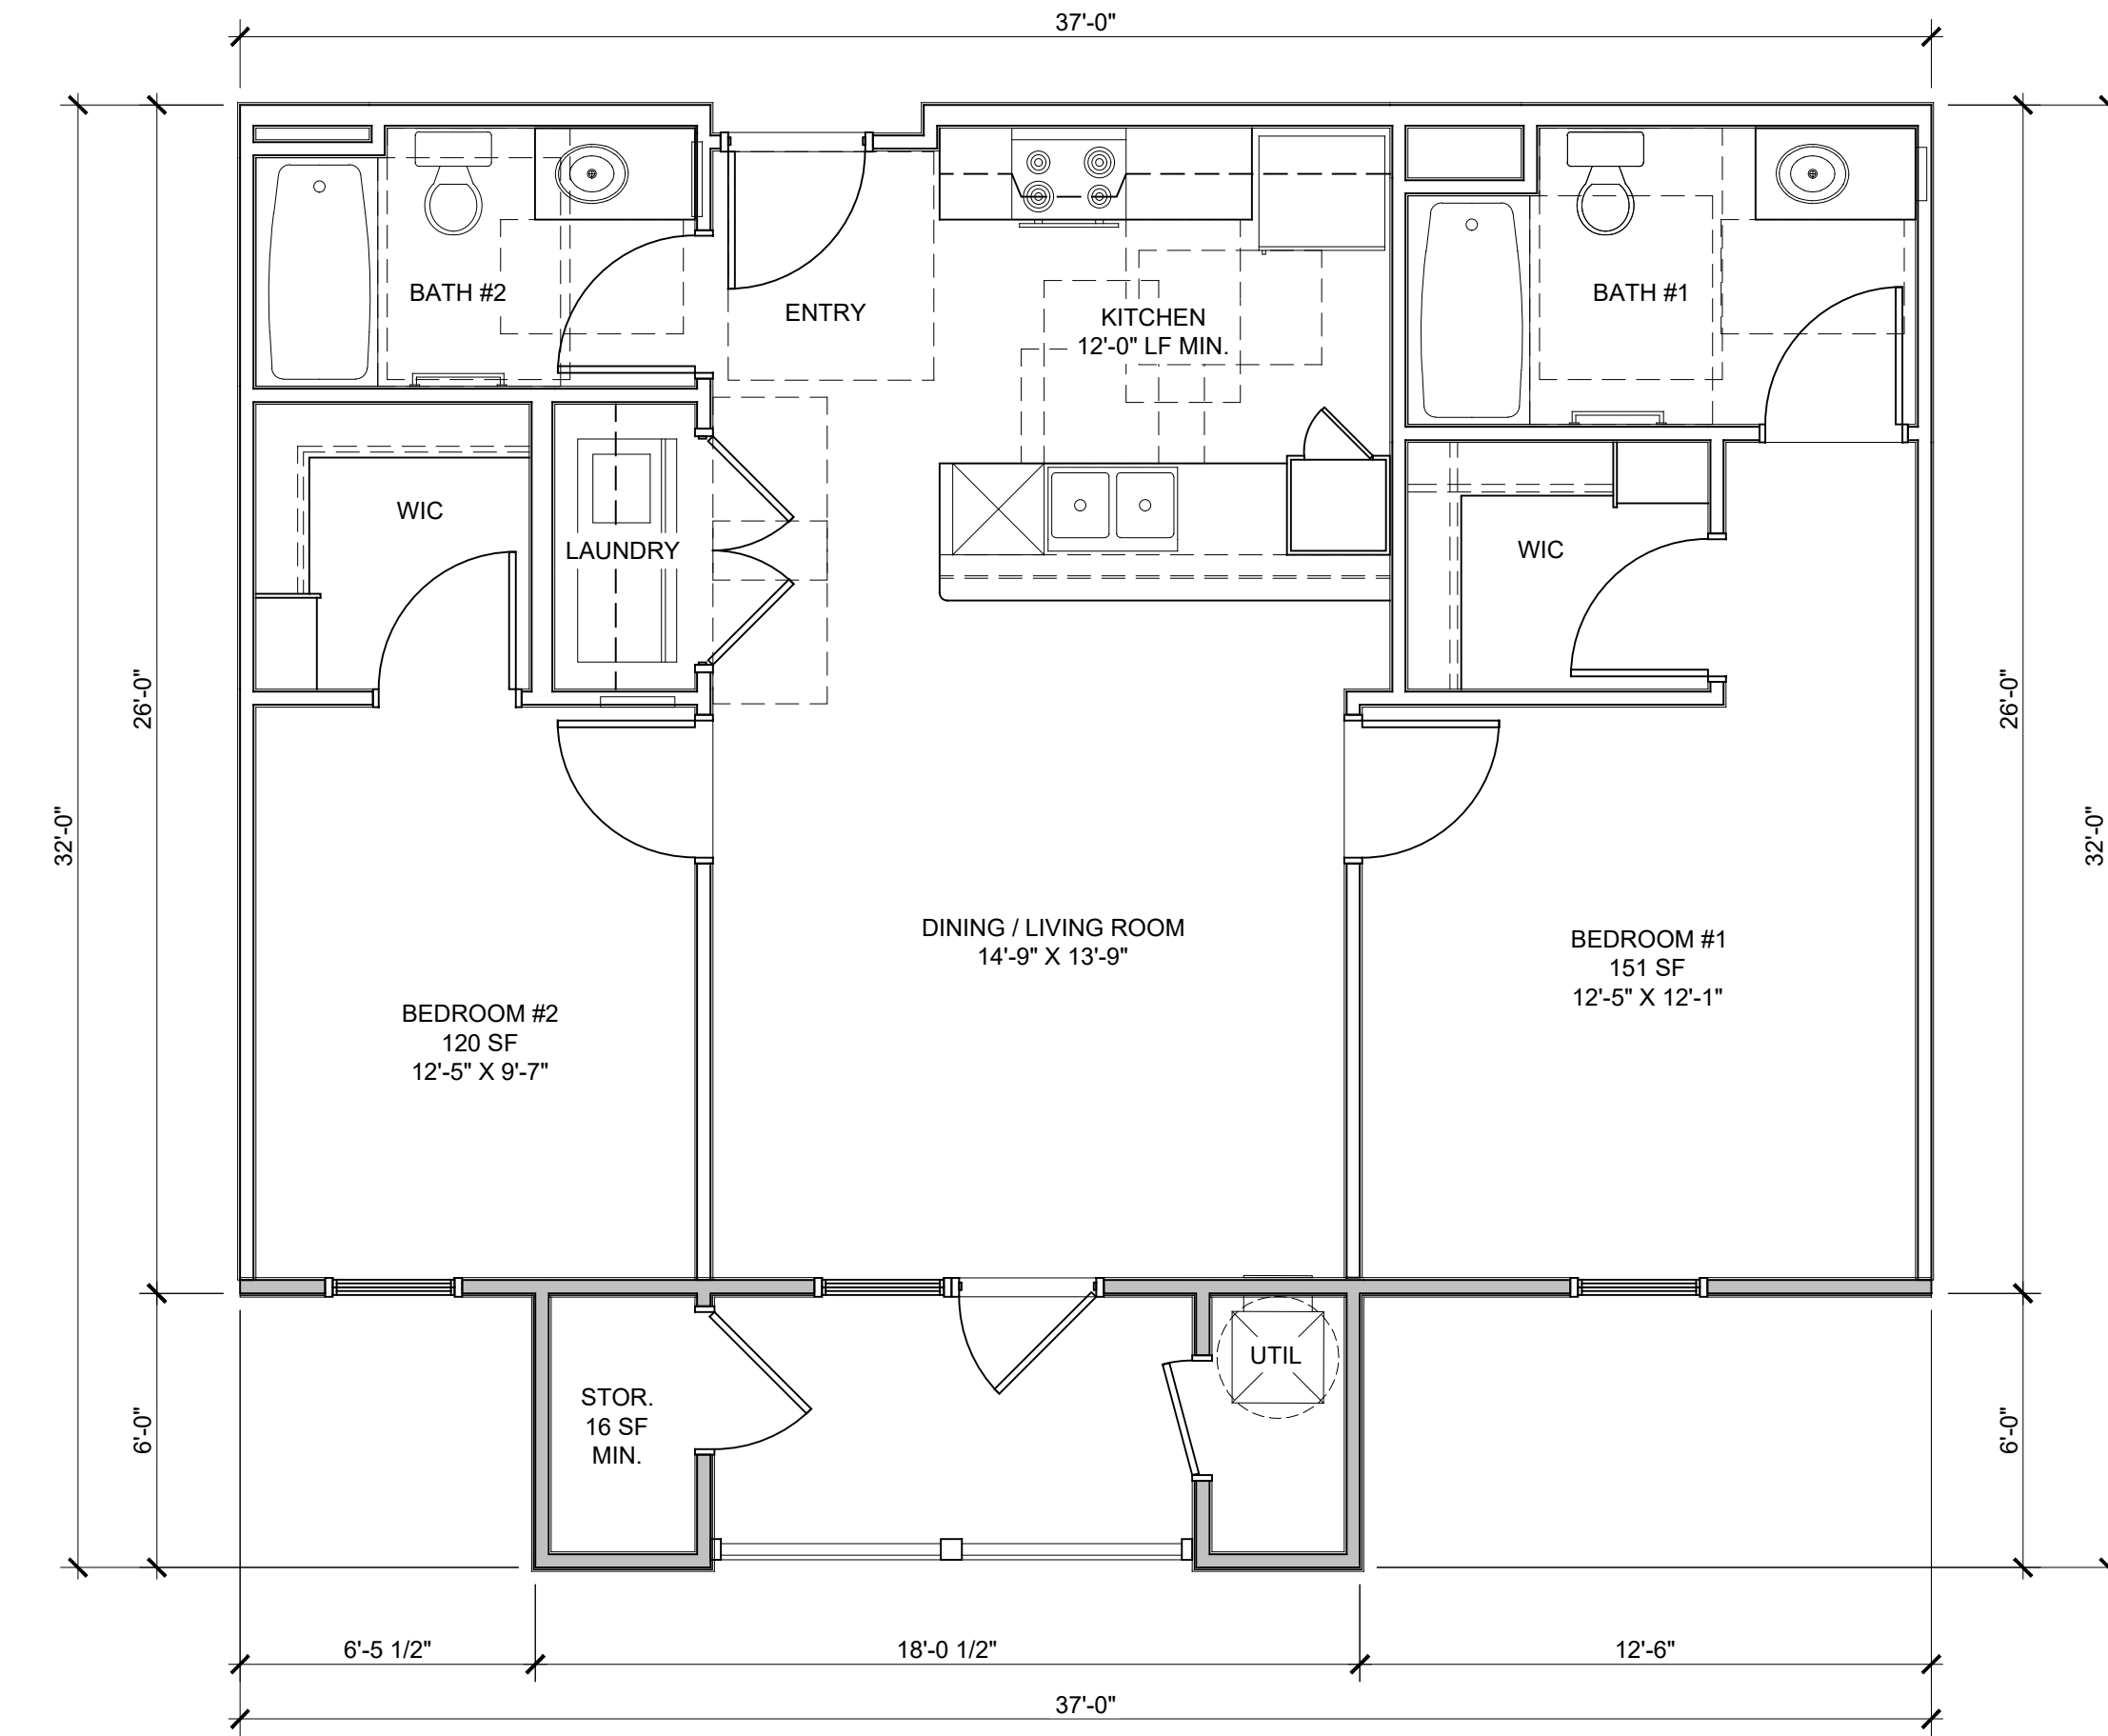 37'-0"
BATH #2
ENTRY
KITCHEN
12'-0" LF MIN.
BATH #1
WIC
LAUNDRY
WIC
26'-0"
26'-0"
32'-0"
32'-0"
DINING / LIVING ROOM
14'-9" X 13'-9"
BEDROOM #1
151 SF
12'-5" X 12'-1"
BEDROOM #2
120 SF
12'-5" X 9'-7"
UTIL
STOR.
16 SF
MIN.
6'-0"
6'-0"
6'-5 1/2"
18'-0 1/2"
12'-6"
37'-0"